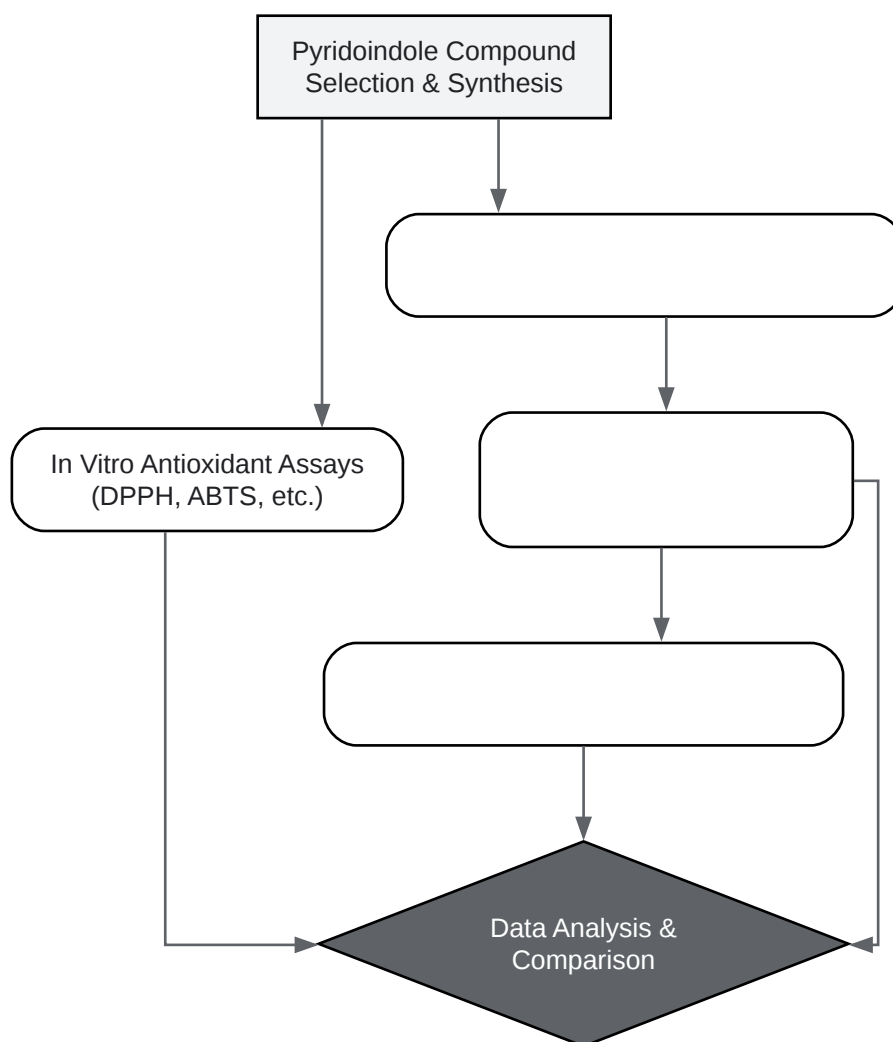 Pyridoindole Compound
Selection & Synthesis
In Vitro Antioxidant Assays
(DPPH, ABTS, etc.)
Data Analysis &
Comparison